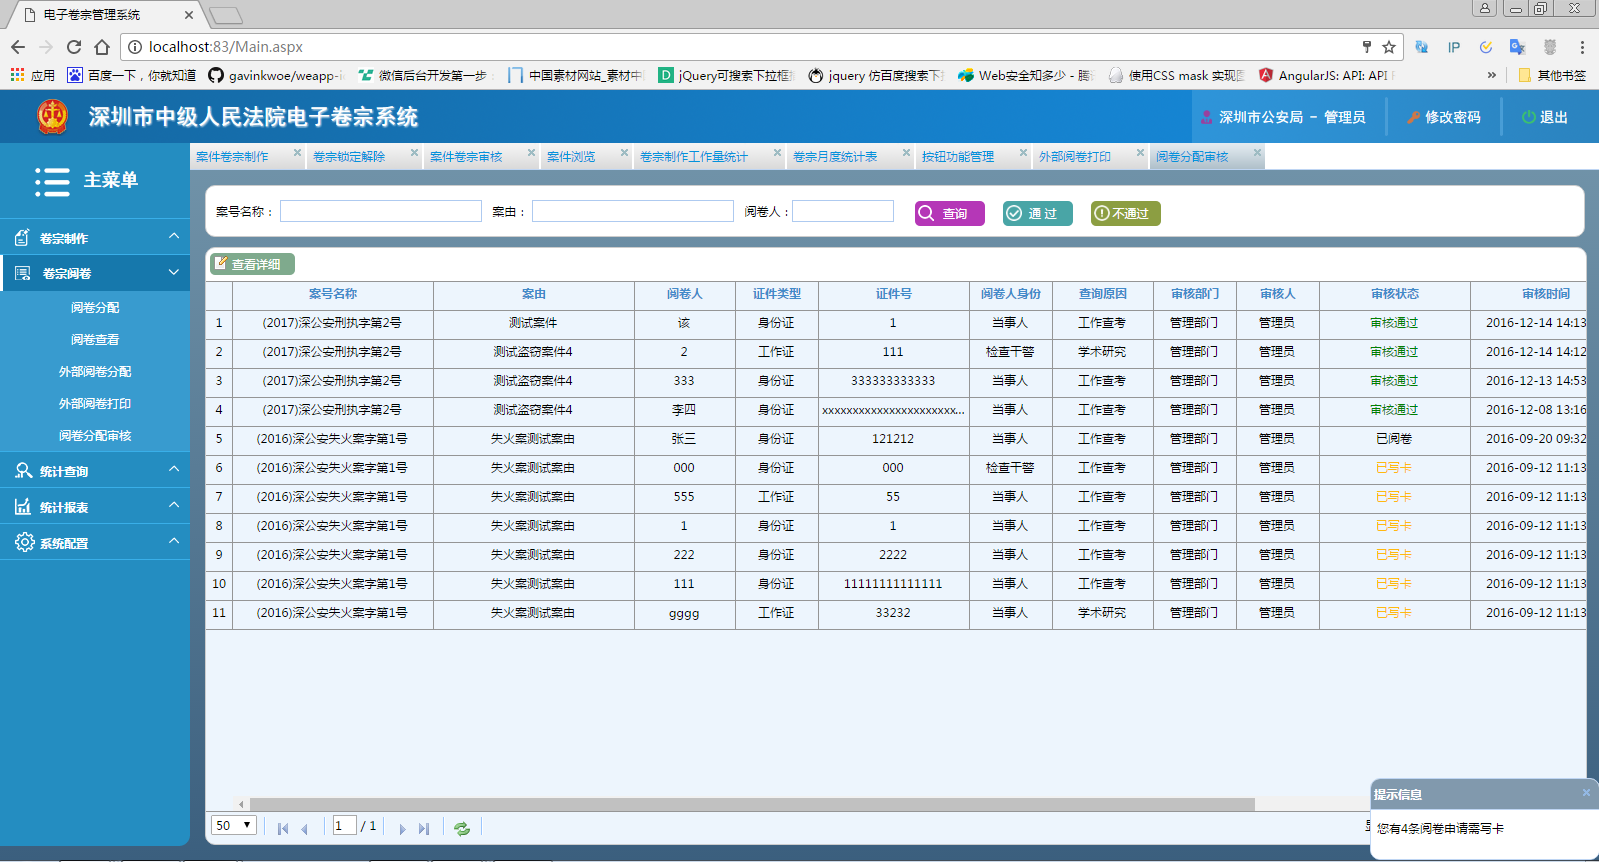 电子卷宗管理系统
localhost:83/Main.aspx
IP
应用 百度一下，你就知道 gavinkwoe/weapp-i 微信后台开发第一步 中国素材网站_素材中 jQuery可搜索下拉框 jquery 仿百度搜索下 Web安全知多少 - 腾 使用CSS mask 实现 AngularJS: API: API » 其他书签
深圳市中级人民法院电子卷宗系统
深圳市公安局 - 管理员 修改密码 退出
主菜单
卷宗制作
卷宗阅卷
阅卷分配
阅卷查看
外部阅卷分配
外部阅卷打印
阅卷分配审核
统计查询
统计报表
系统配置
案件卷宗制作 卷宗锁定解除 案件卷宗审核 案件浏览 卷宗制作工作量统计 卷宗月度统计表 按钮功能管理 外部阅卷打印 阅卷分配审核
案号名称： 案由： 阅卷人： 查询 通 过 不通过
查看详细
案号名称 案由 阅卷人 证件类型 证件号 阅卷人身份 查询原因 审核部门 审核人 审核状态 审核时间
1 (2017)深公安刑执字第2号 测试案件 该 身份证 1 当事人 工作查考 管理部门 管理员 审核通过 2016-12-14 14:13
2 (2017)深公安刑执字第2号 测试盗窃案件4 2 工作证 111 检查干警 学术研究 管理部门 管理员 审核通过 2016-12-14 14:12
3 (2017)深公安刑执字第2号 测试盗窃案件4 333 身份证 333333333333 当事人 工作查考 管理部门 管理员 审核通过 2016-12-13 14:53
4 (2017)深公安刑执字第2号 测试盗窃案件4 李四 身份证 xxxxxxxxxxxxxxxxxxxxxx... 当事人 工作查考 管理部门 管理员 审核通过 2016-12-08 13:16
5 (2016)深公安失火案字第1号 失火案测试案由 张三 身份证 121212 当事人 工作查考 管理部门 管理员 已阅卷 2016-09-20 09:32
6 (2016)深公安失火案字第1号 失火案测试案由 000 身份证 000 检查干警 工作查考 管理部门 管理员 已写卡 2016-09-12 11:13
7 (2016)深公安失火案字第1号 失火案测试案由 555 工作证 55 当事人 工作查考 管理部门 管理员 已写卡 2016-09-12 11:13
8 (2016)深公安失火案字第1号 失火案测试案由 1 身份证 1 当事人 工作查考 管理部门 管理员 已写卡 2016-09-12 11:13
9 (2016)深公安失火案字第1号 失火案测试案由 222 身份证 2222 当事人 工作查考 管理部门 管理员 已写卡 2016-09-12 11:13
10 (2016)深公安失火案字第1号 失火案测试案由 111 身份证 11111111111111 当事人 工作查考 管理部门 管理员 已写卡 2016-09-12 11:13
11 (2016)深公安失火案字第1号 失火案测试案由 gggg 工作证 33232 当事人 学术研究 管理部门 管理员 已写卡 2016-09-12 11:13
50 1 / 1
提示信息
您有4条阅卷申请需写卡